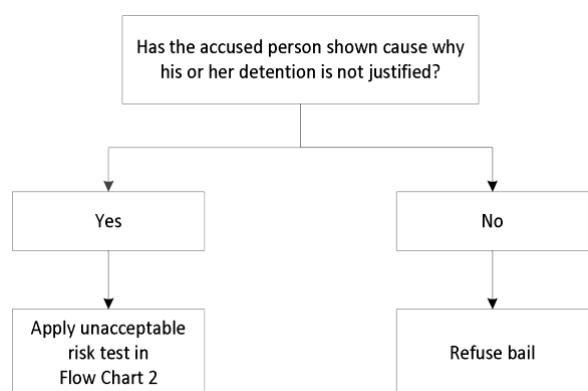 Has the accused person shown cause why
his or her detention is not justified?
Yes
No
Apply unacceptable
risk test in
Flow Chart 2
Refuse bail